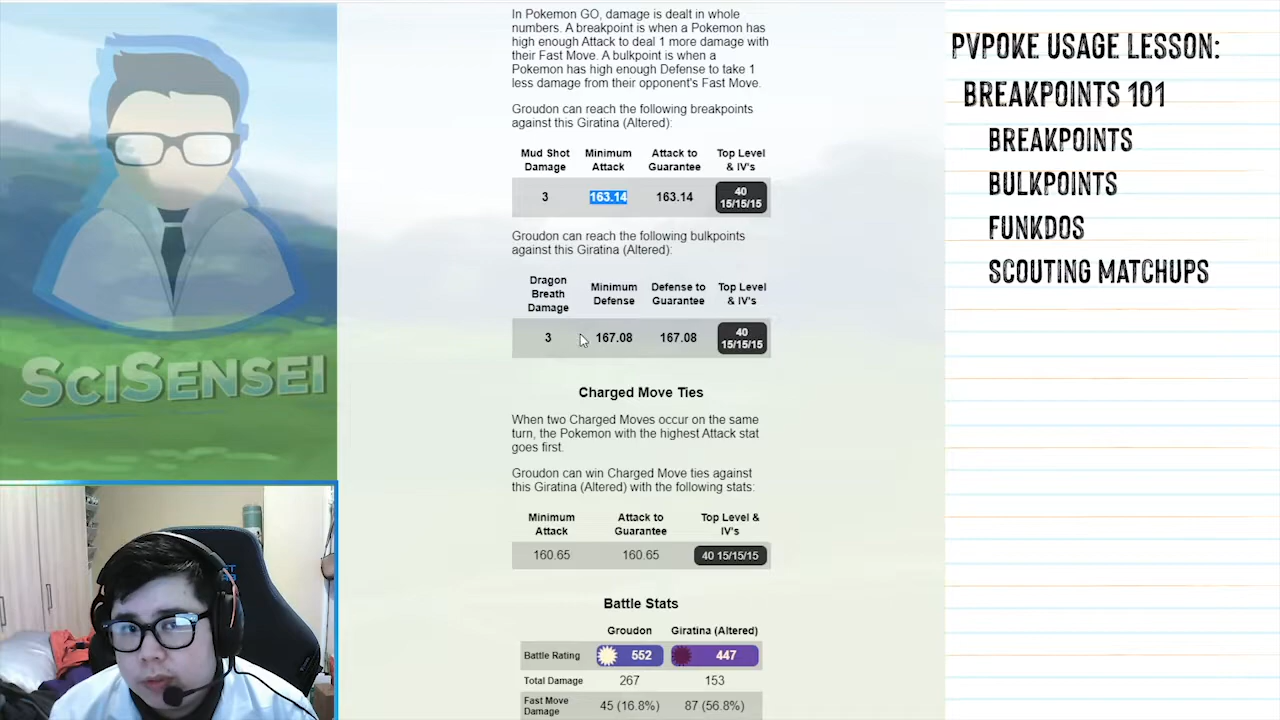 In Pokemon GO, damage is dealt in whole
numbers. A breakpoint is when a Pokemon has
high enough Attack to deal 1 more damage with
their Fast Move. A bulkpoint is when a
Pokemon has high enough Defense to take 1
less damage from their opponent's Fast Move.
Groudon can reach the following breakpoints
against this Giratina (Altered):
Mud Shot Damage Minimum Attack Attack to Guarantee Top Level & IV's
3 163.14 163.14 40 15/15/15
Groudon can reach the following bulkpoints
against this Giratina (Altered):
Dragon Breath Damage Minimum Defense Defense to Guarantee Top Level & IV's
3 167.08 167.08 40 15/15/15
Charged Move Ties
When two Charged Moves occur on the same
turn, the Pokemon with the highest Attack stat
goes first.
Groudon can win Charged Move ties against
this Giratina (Altered) with the following stats:
Minimum Attack Attack to Guarantee Top Level & IV's
160.65 160.65 40 15/15/15
Battle Stats
Groudon Giratina (Altered)
Battle Rating 552 447
Total Damage 267 153
Fast Move Damage 45 (16.8%) 87 (56.8%)
PVPOKE USAGE LESSON:
BREAKPOINTS 101
BREAKPOINTS
BULKPOINTS
FUNKDOS
SCOUTING MATCHUPS
SCISENSEI